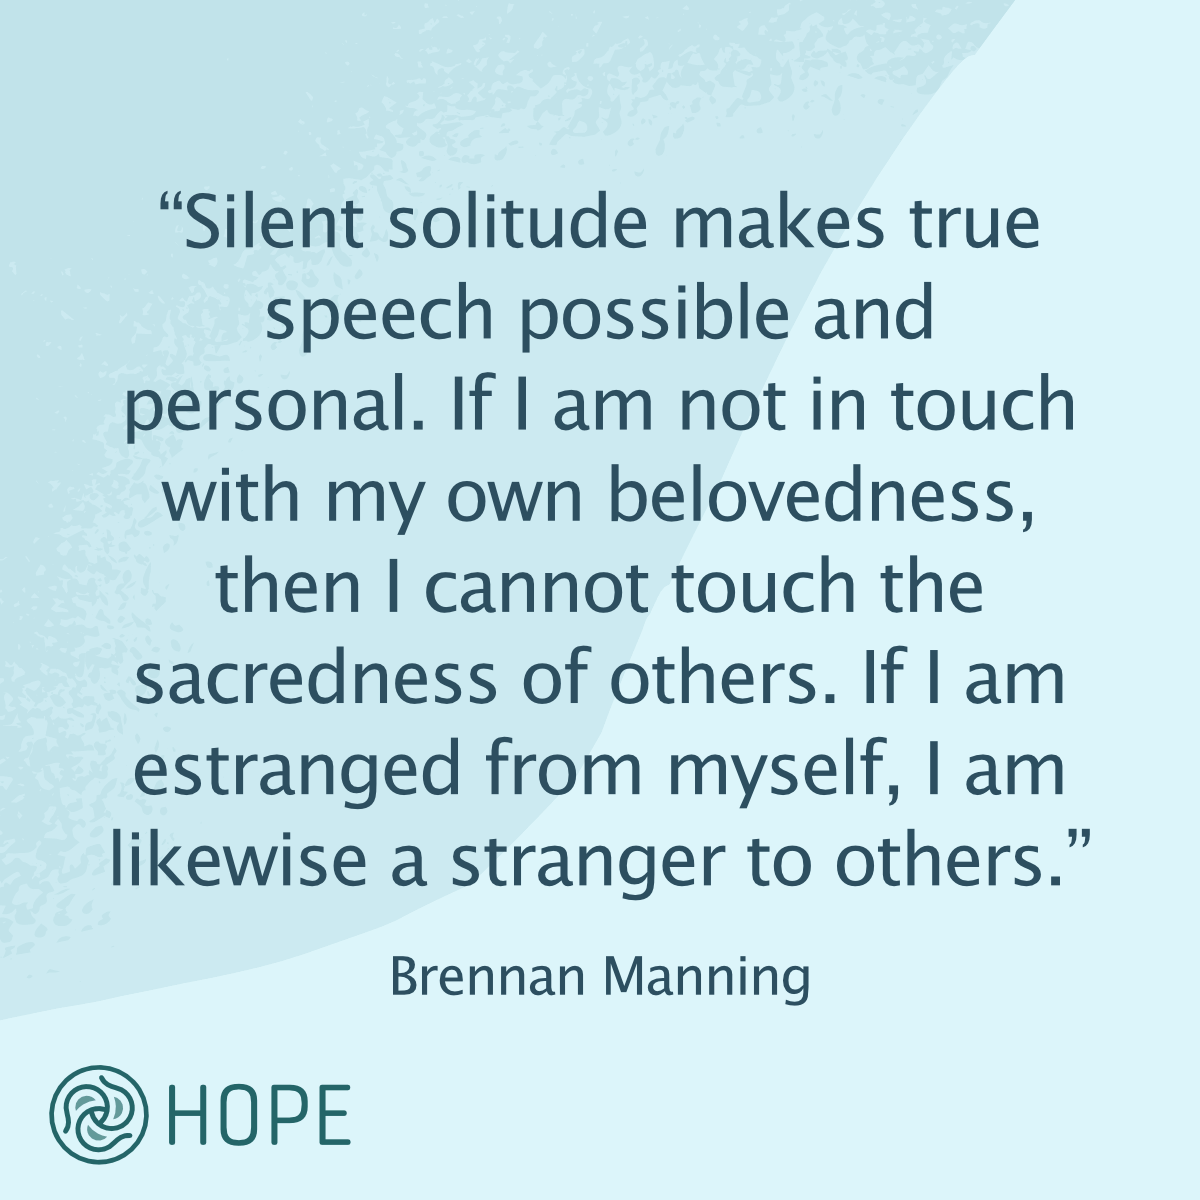 “Silent solitude makes true
speech possible and
personal. If I am not in touch
with my own belovedness,
then I cannot touch the
sacredness of others. If I am
estranged from myself, I am
likewise a stranger to others.”
Brennan Manning
HOPE